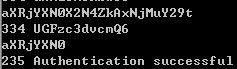 aXRjYXN0X2N4ZkAxNjMuY29t
334 UGFzc3dvcmQ6
aXRjYXN0
235 Authentication successful